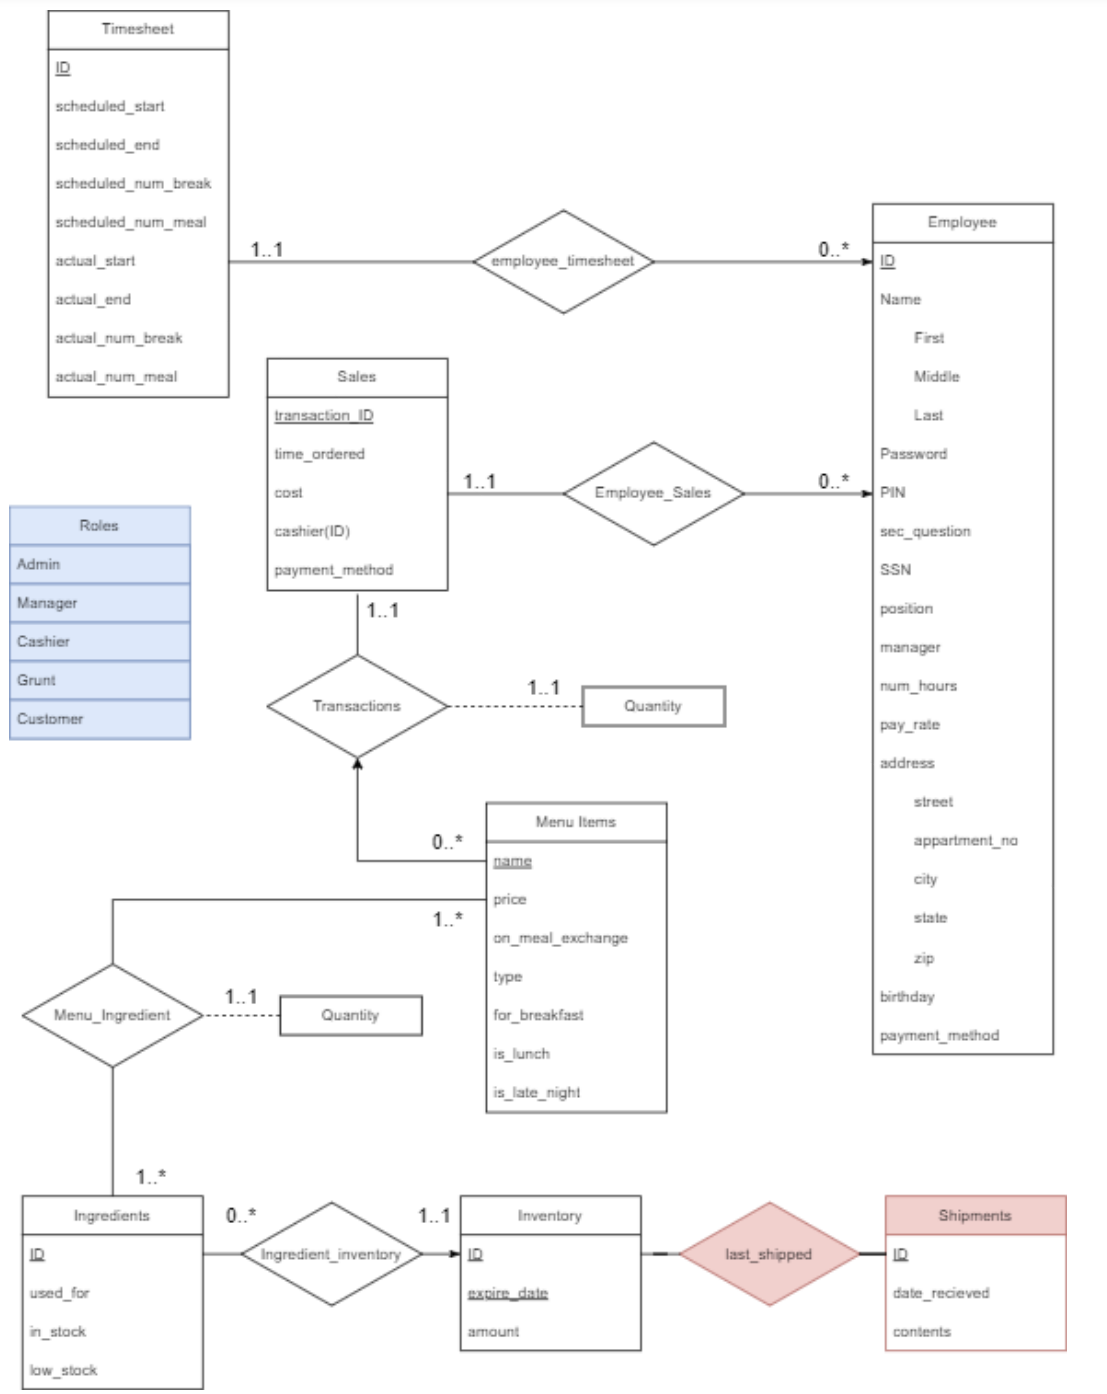 Timesheet
ID
scheduled_start
scheduled_end
scheduled_num_break
scheduled_num_meal
actual_start
actual_end
actual_num_break
actual_num_meal
1..1
employee_timesheet
0..*
Employee
ID
Name
First
Middle
Last
Password
PIN
sec_question
SSN
position
manager
num_hours
pay_rate
address
street
appartment_no
city
state
zip
birthday
payment_method
Sales
transaction_ID
time_ordered
cost
cashier(ID)
payment_method
1..1
Employee_Sales
0..*
Roles
Admin
Manager
Cashier
Grunt
Customer
1..1
Transactions
1..1
Quantity
0..*
Menu Items
name
price
on_meal_exchange
type
for_breakfast
is_lunch
is_late_night
1..*
Menu_Ingredient
1..1
Quantity
1..*
Ingredients
ID
used_for
in_stock
low_stock
0..*
Ingredient_inventory
1..1
Inventory
ID
expire_date
amount
last_shipped
Shipments
ID
date_recieved
contents